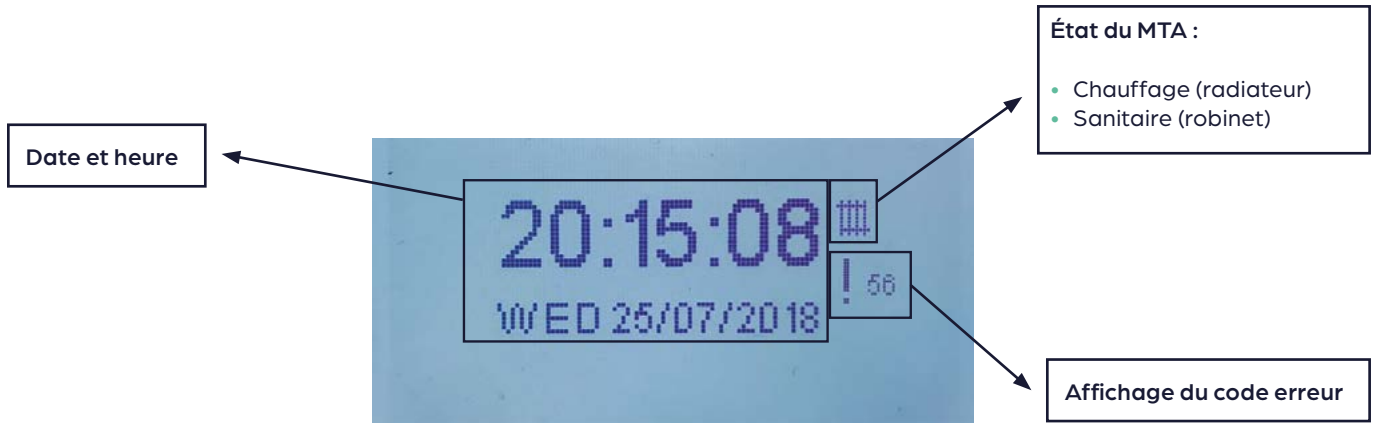 État du MTA :
• Chauffage (radiateur)
• Sanitaire (robinet)
Date et heure
20:15:08
! 56
WED 25/07/2018
Affichage du code erreur